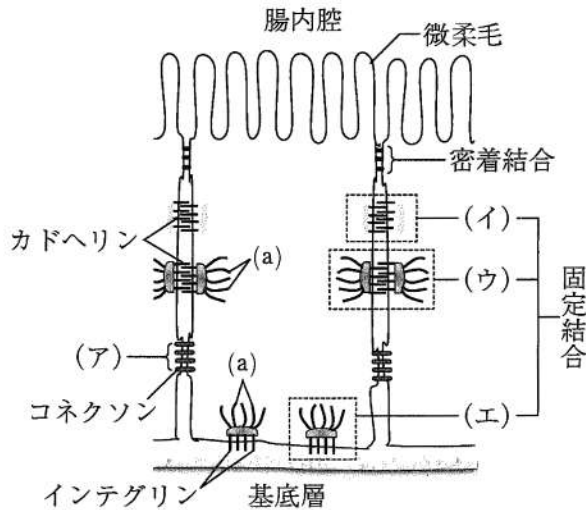 腸内腔
微柔毛
密着結合
カドヘリン
(a)
(イ)
(ウ)
固定結合
(ア)
(a)
コネクソン
(エ)
インテグリン
基底層